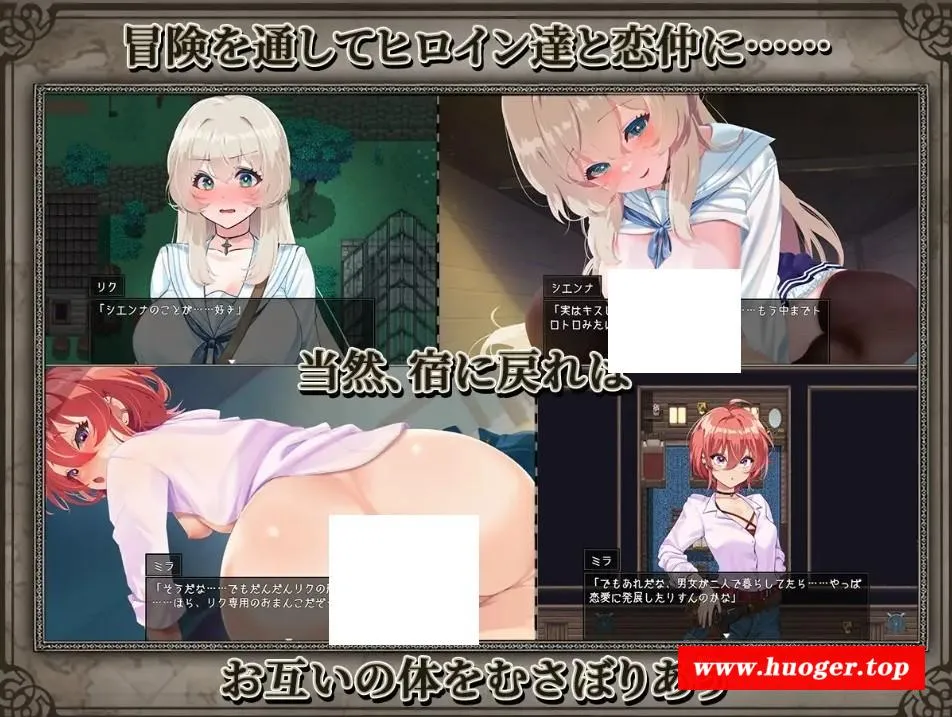 冒険を通してヒロイン達と恋仲に……
リク
「シエンナのことが……好き」
シエンナ
「実はキスし
…もう中までト
ロトロみたい
当然、宿に戻れは
ミラ
「そうだな……でもだんだんリクの
……ほら、リク専用のおまんこだぞ
ミラ
「でもあれだな、男女が二人で暮らしてたら……やっぱ
恋愛に発展したりすんのかな」
お互いの体をむさぼりあ
www.huoger.top